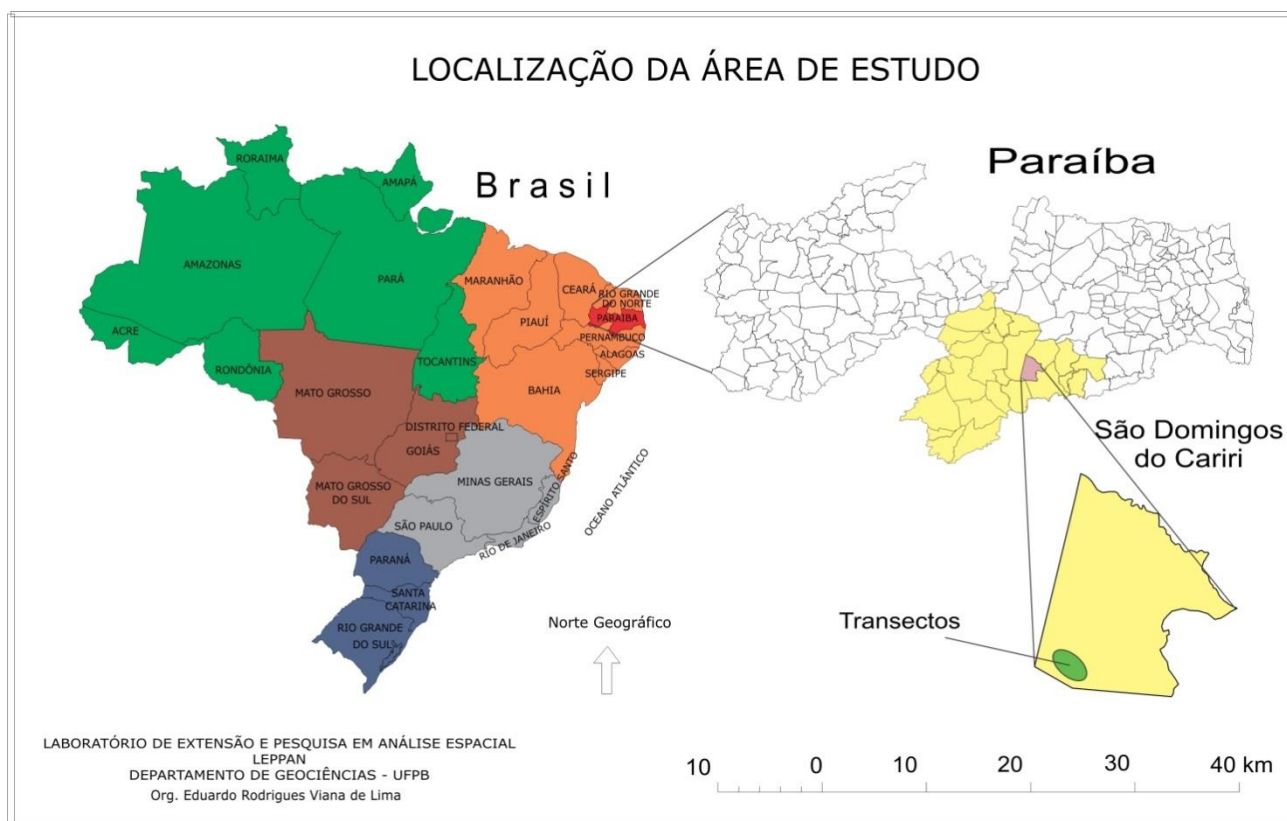 LOCALIZAÇÃO DA ÁREA DE ESTUDO
Brasil
RORAIMA
AMAPÁ
AMAZONAS
PARÁ
ACRE
RONDÔNIA
TOCANTINS
MARANHÃO
CEARÁ
RIO GRANDE
DO NORTE
PIAUÍ
PARAIBA
PERNAMBUCO
ALAGOAS
SERGIPE
BAHIA
MATO GROSSO
DISTRITO FEDERAL
GOIÁS
MATO GROSSO
DO SUL
MINAS GERAIS
ESPÍRITO SANTO
SÃO PAULO
RIO DE JANEIRO
OCEANO ATLÂNTICO
PARANÁ
SANTA
CATARINA
RIO GRANDE
DO SUL
Norte Geográfico
Paraíba
São Domingos
do Cariri
Transectos
LABORATÓRIO DE EXTENSÃO E PESQUISA EM ANÁLISE ESPACIAL
LEPPAN
DEPARTAMENTO DE GEOCIÊNCIAS - UFPB
Org. Eduardo Rodrigues Viana de Lima
10 0 10 20 30 40 km